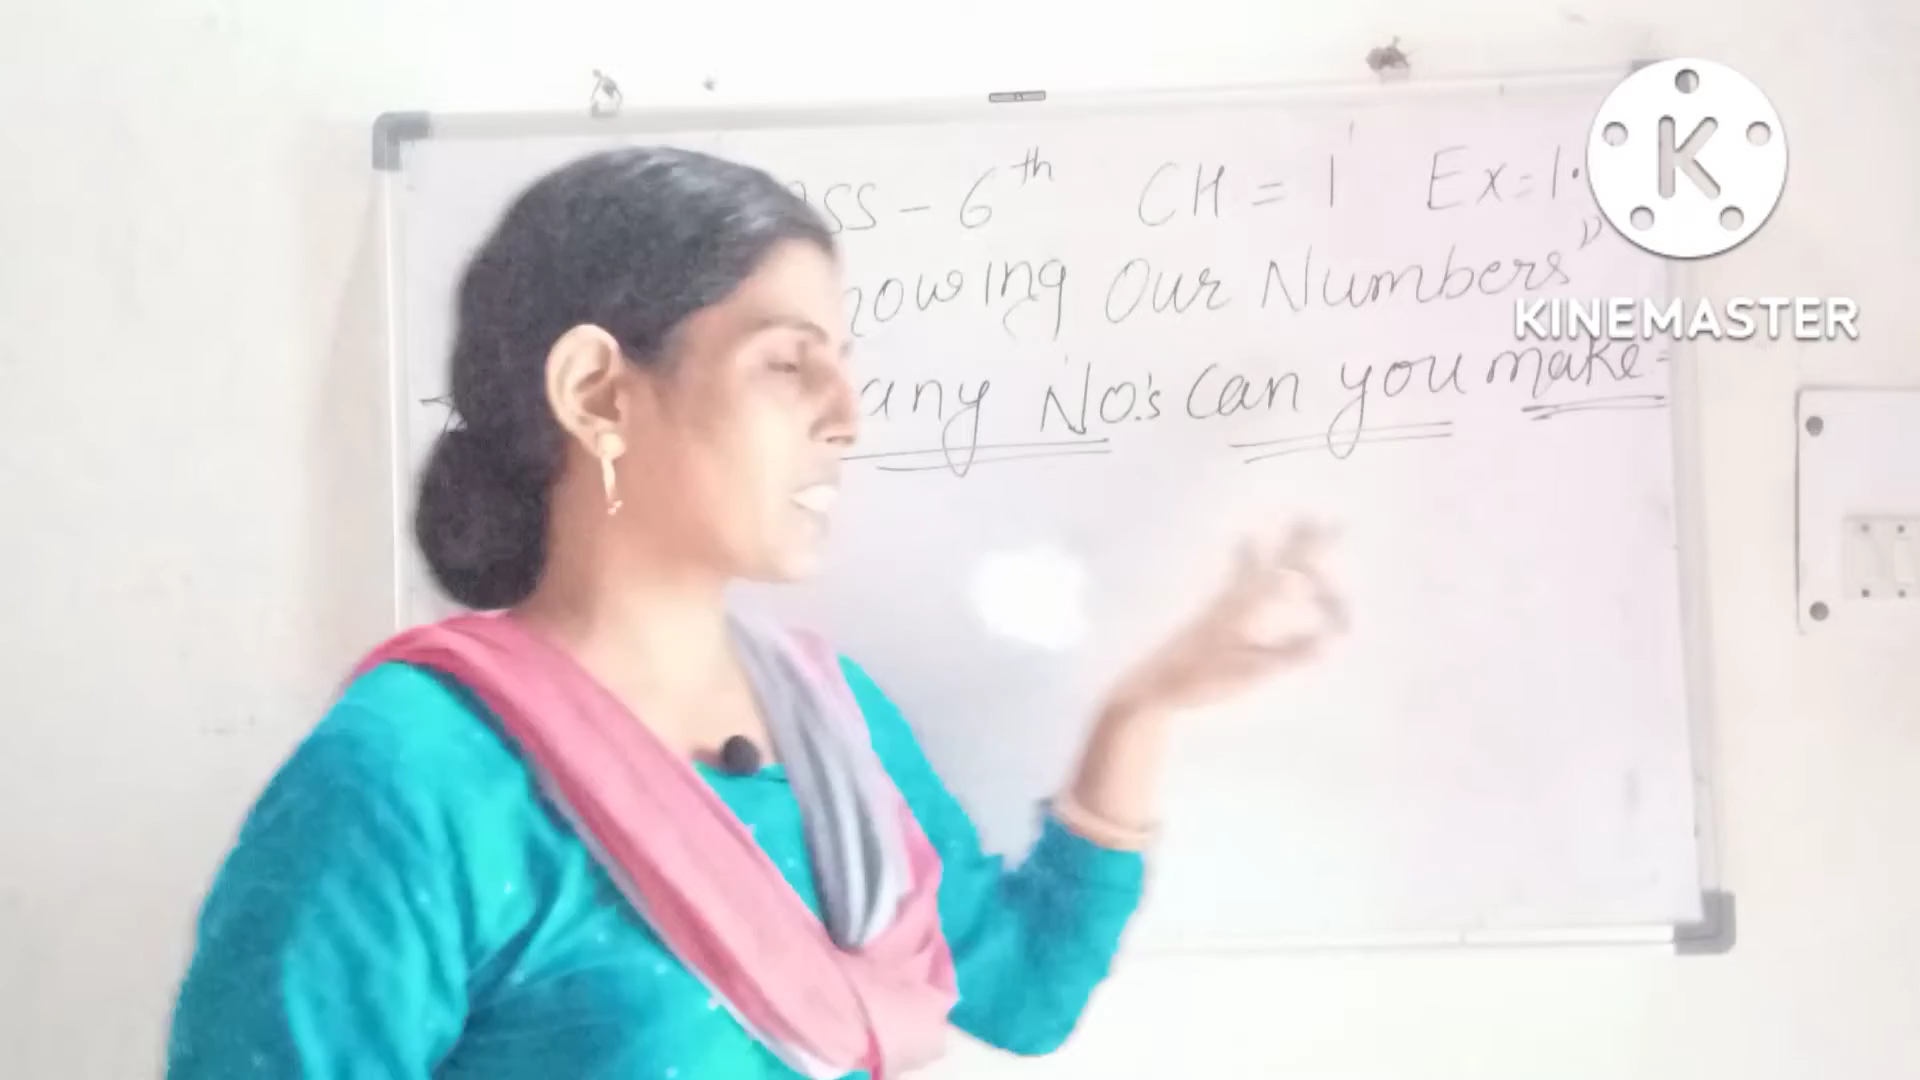 - 6th CH = 1 Ex = 1.
Our Numbers"
No.'s Can you make =
K
KINEMASTER